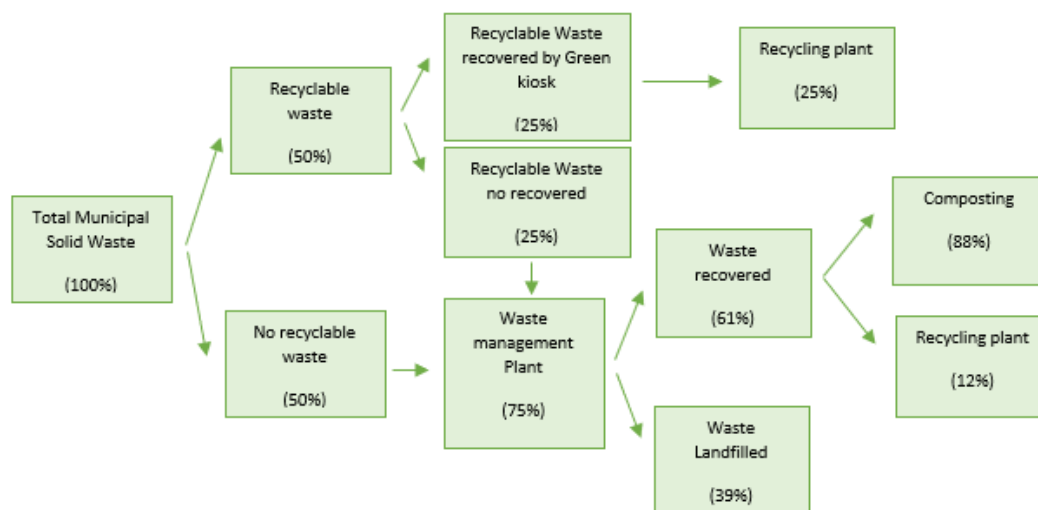 Total Municipal
Solid Waste
(100%)
Recyclable
waste
(50%)
No recyclable
waste
(50%)
Recyclable Waste
recovered by Green
kiosk
(25%)
Recyclable Waste
no recovered
(25%)
Waste
management
Plant
(75%)
Recycling plant
(25%)
Waste
recovered
(61%)
Waste
Landfilled
(39%)
Composting
(88%)
Recycling plant
(12%)